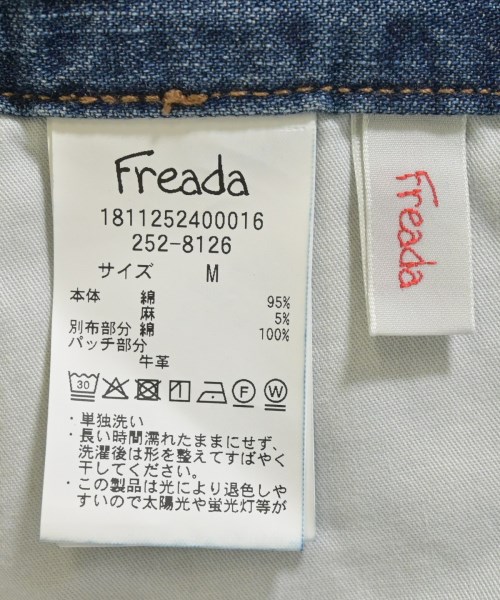 Freada
1811252400016
252-8126
サイズ M
本体 綿 95%
麻 5%
別布部分 綿 100%
パッチ部分
牛革
30 F W
・単独洗い
・長い時間濡れたままにせず、
洗濯後は形を整えてすばやく
干してください。
・この製品は光により退色しや
すいので太陽光や蛍光灯等が
Freada